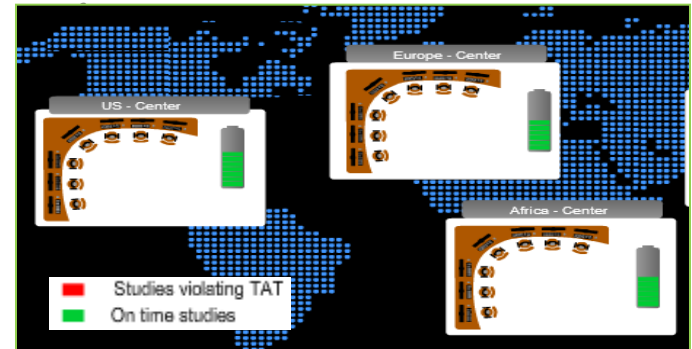 Europe - Center
US - Center
Africa - Center
Studies violating TAT
On time studies